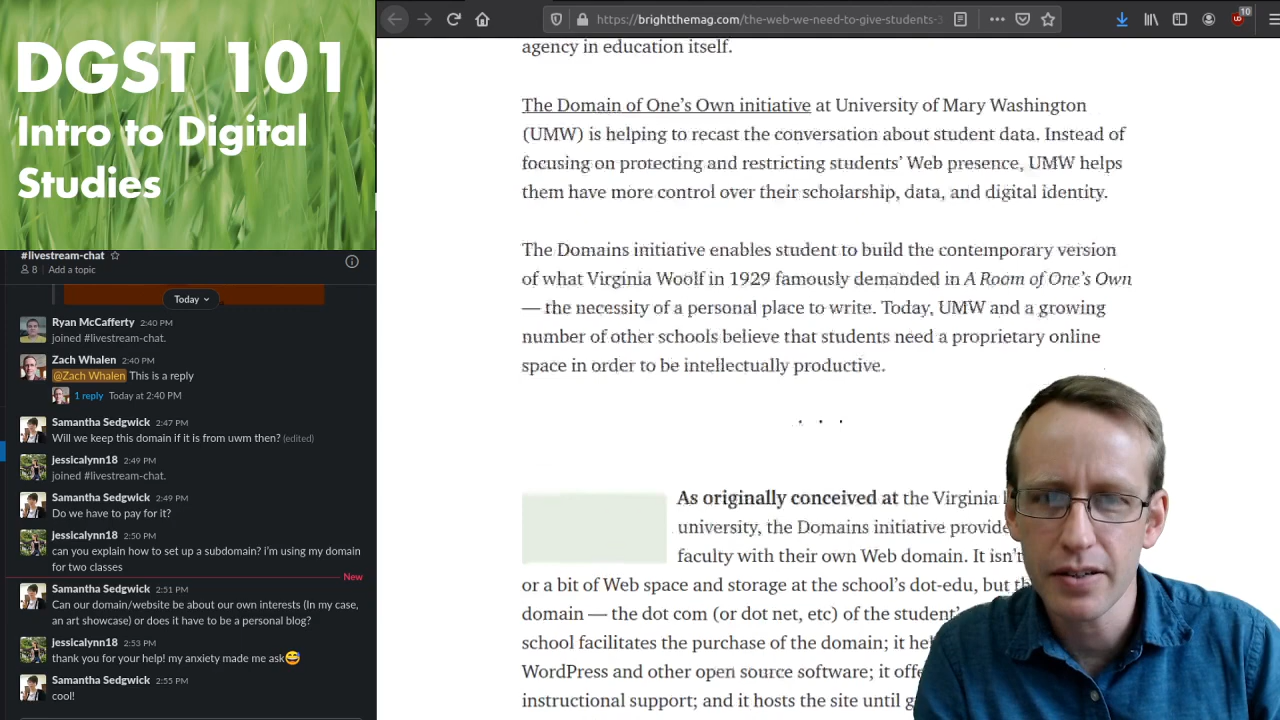 DGST 101
Intro to Digital
Studies
#livestream-chat
8 Add a topic
Today
Ryan McCafferty 2:40 PM
joined #livestream-chat.
Zach Whalen 2:40 PM
@Zach Whalen This is a reply
1 reply Today at 2:40 PM
Samantha Sedgwick 2:47 PM
Will we keep this domain if it is from uwm then? (edited)
jessicalynn18 2:49 PM
joined #livestream-chat.
Samantha Sedgwick 2:49 PM
Do we have to pay for it?
jessicalynn18 2:50 PM
can you explain how to set up a subdomain? i'm using my domain
for two classes
New
Samantha Sedgwick 2:51 PM
Can our domain/website be about our own interests (In my case,
an art showcase) or does it have to be a personal blog?
jessicalynn18 2:53 PM
thank you for your help! my anxiety made me ask😅
Samantha Sedgwick 2:55 PM
cool!
https://brightthemag.com/the-web-we-need-to-give-students-3
10
agency in education itself.
The Domain of One's Own initiative at University of Mary Washington
(UMW) is helping to recast the conversation about student data. Instead of
focusing on protecting and restricting students' Web presence, UMW helps
them have more control over their scholarship, data, and digital identity.
The Domains initiative enables student to build the contemporary version
of what Virginia Woolf in 1929 famously demanded in A Room of One's Own
— the necessity of a personal place to write. Today, UMW and a growing
number of other schools believe that students need a proprietary online
space in order to be intellectually productive.
. . .
As originally conceived at the Virginia
university, the Domains initiative provide
faculty with their own Web domain. It isn't
or a bit of Web space and storage at the school's dot-edu, but
domain — the dot com (or dot net, etc) of the student'
school facilitates the purchase of the domain; it
WordPress and other open source software; it
instructional support; and it hosts the site until